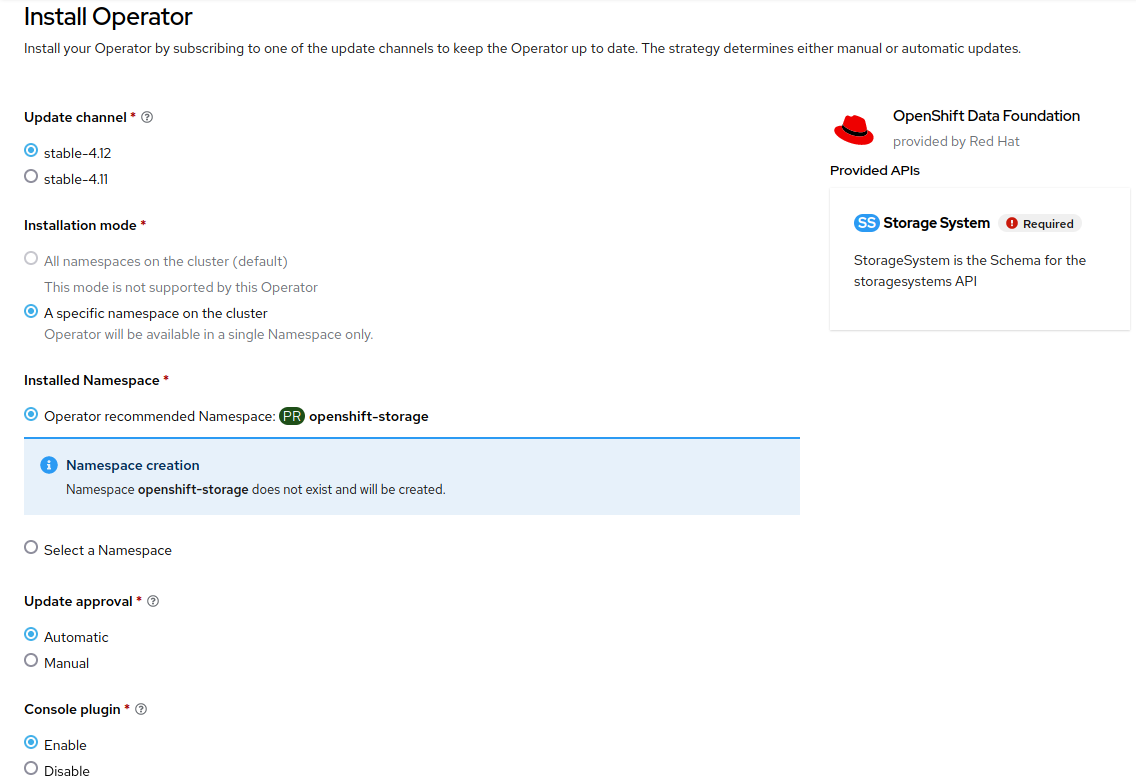 Install Operator
Install your Operator by subscribing to one of the update channels to keep the Operator up to date. The strategy determines either manual or automatic updates.
Update channel *
stable-4.12
stable-4.11
Installation mode *
All namespaces on the cluster (default)
This mode is not supported by this Operator
A specific namespace on the cluster
Operator will be available in a single Namespace only.
Installed Namespace *
Operator recommended Namespace: PR openshift-storage
Namespace creation
Namespace openshift-storage does not exist and will be created.
Select a Namespace
Update approval *
Automatic
Manual
Console plugin *
Enable
Disable
OpenShift Data Foundation
provided by Red Hat
Provided APIs
SS Storage System Required
StorageSystem is the Schema for the
storagesystems API